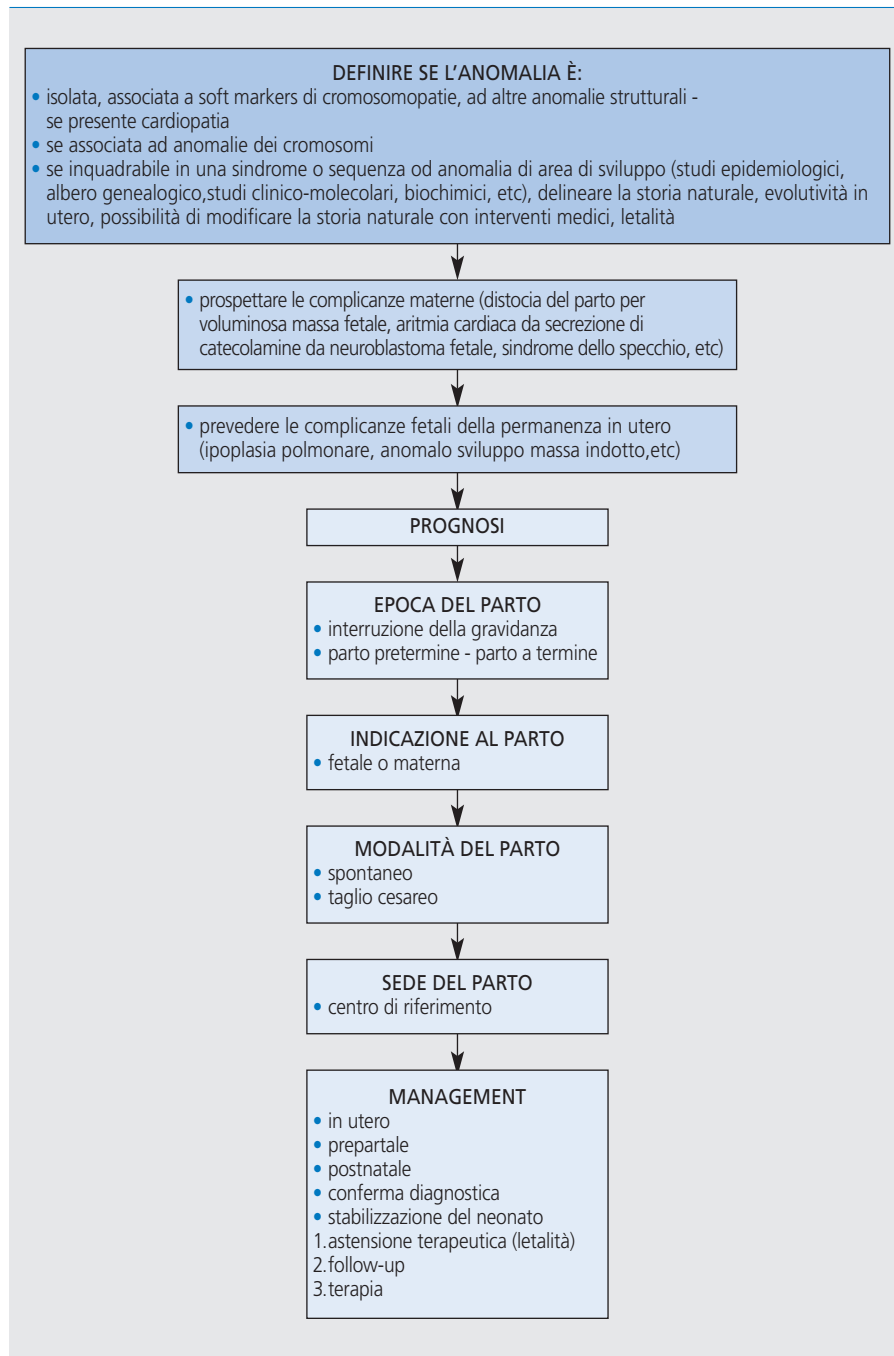 DEFINIRE SE L'ANOMALIA È:
• isolata, associata a soft markers di cromosomopatie, ad altre anomalie strutturali -
se presente cardiopatia
• se associata ad anomalie dei cromosomi
• se inquadrabile in una sindrome o sequenza od anomalia di area di sviluppo (studi epidemiologici,
albero genealogico,studi clinico-molecolari, biochimici, etc), delineare la storia naturale, evolutività in
utero, possibilità di modificare la storia naturale con interventi medici, letalità
• prospettare le complicanze materne (distocia del parto per
voluminosa massa fetale, aritmia cardiaca da secrezione di
catecolamine da neuroblastoma fetale, sindrome dello specchio, etc)
• prevedere le complicanze fetali della permanenza in utero
(ipoplasia polmonare, anomalo sviluppo massa indotto,etc)
PROGNOSI
EPOCA DEL PARTO
• interruzione della gravidanza
• parto pretermine - parto a termine
INDICAZIONE AL PARTO
• fetale o materna
MODALITÀ DEL PARTO
• spontaneo
• taglio cesareo
SEDE DEL PARTO
• centro di riferimento
MANAGEMENT
• in utero
• prepartale
• postnatale
• conferma diagnostica
• stabilizzazione del neonato
1.astensione terapeutica (letalità)
2.follow-up
3.terapia